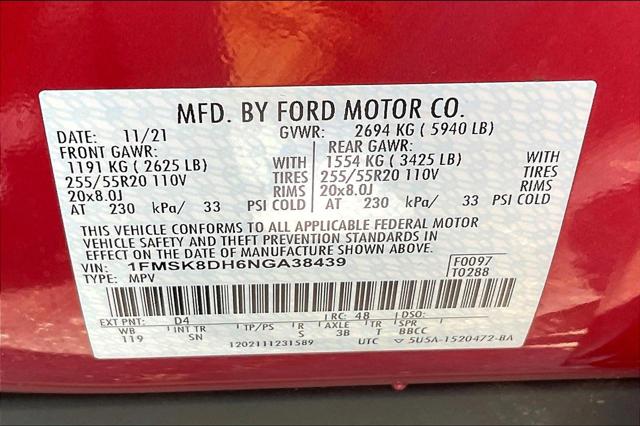 MFD. BY FORD MOTOR CO.
DATE: 11/21 GVWR: 2694 KG ( 5940 LB)
FRONT GAWR: REAR GAWR:
1191 KG ( 2625 LB) WITH 1554 KG ( 3425 LB) WITH
255/55R20 110V TIRES 255/55R20 110V TIRES
20x8.0J RIMS 20x8.0J RIMS
AT 230 kPa/ 33 PSI COLD AT 230 kPa/ 33 PSI COLD
THIS VEHICLE CONFORMS TO ALL APPLICABLE FEDERAL MOTOR
VEHICLE SAFETY AND BUMPER STANDARDS IN
EFFECT ON THE DATE OF MANUFACTURE SHOWN ABOVE.
VIN: 1FMSK8DH6NGA38439 F0097
TYPE: MPV T0288
EXT PNT: D4 RC: 48 DSO:
WB INT TR TP/PS R AXLE TR SPR
119 SN S 3B T BBCC
1202111231589 UTC ▽ 5U5A-1520472-BA